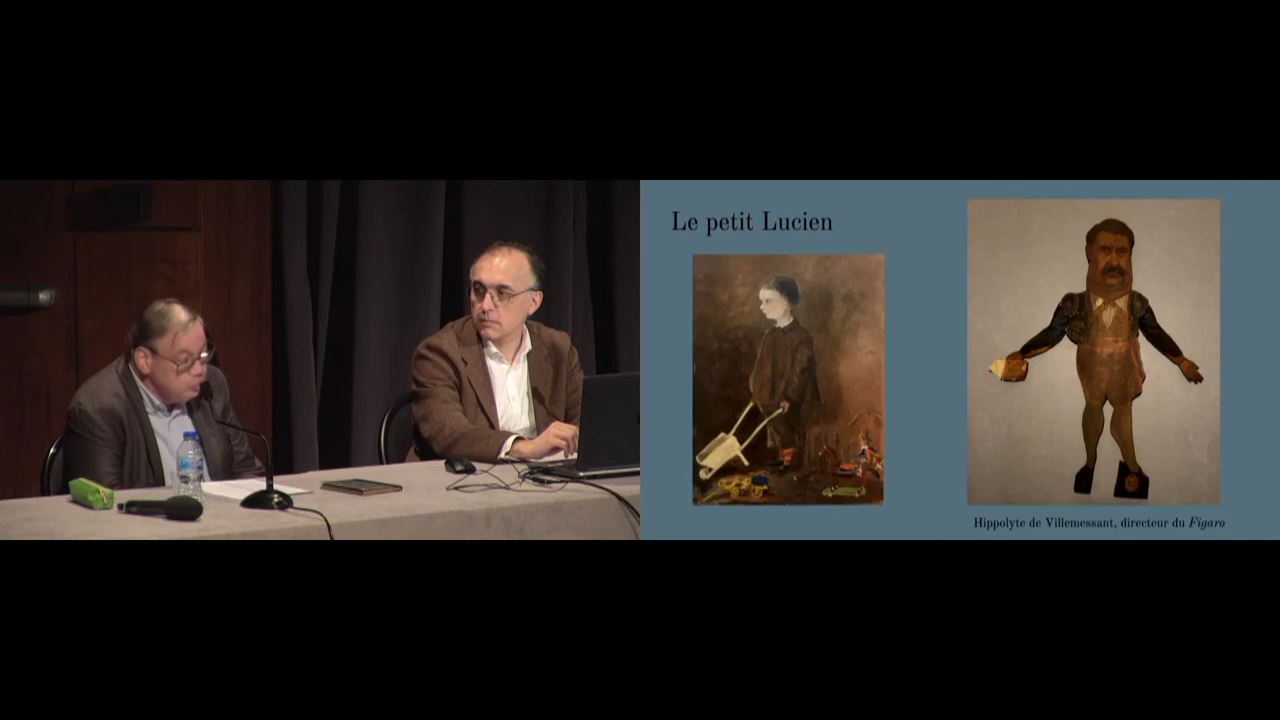 Le petit Lucien
Hippolyte de Villemessant, directeur du Figaro